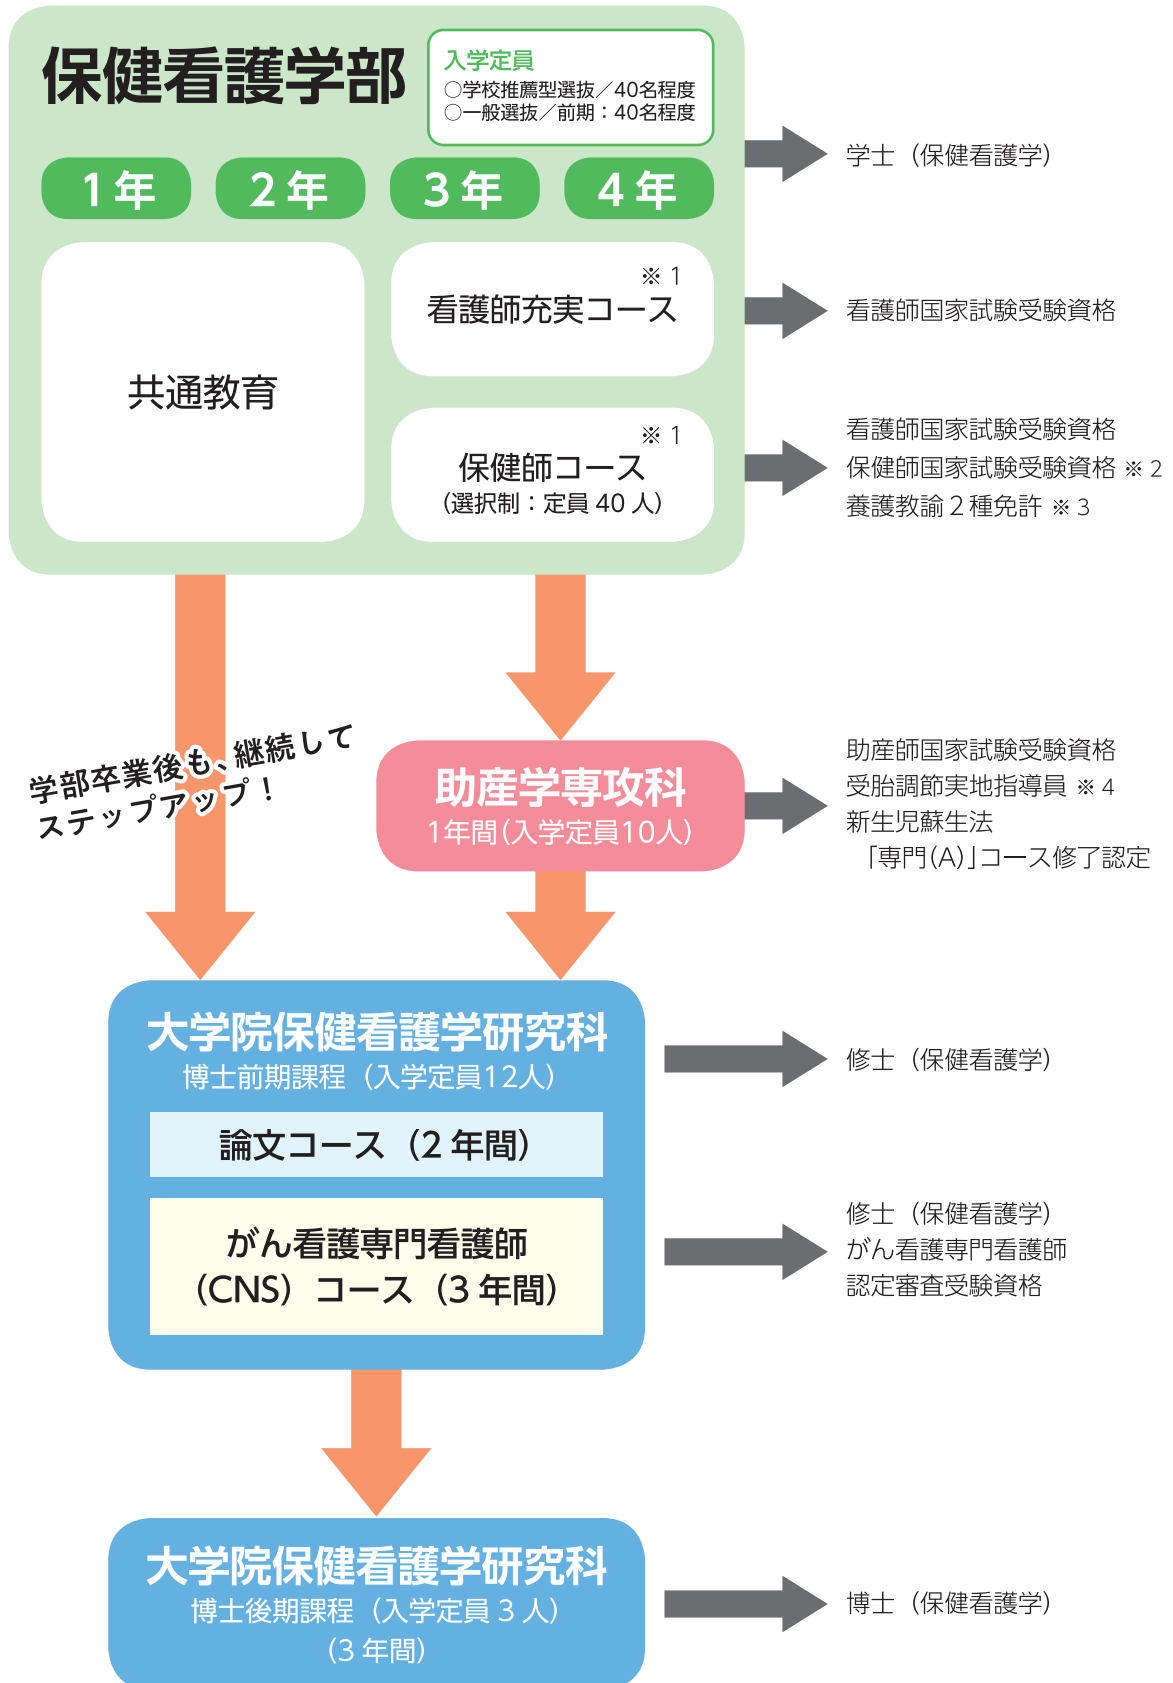 保健看護学部
入学定員
○学校推薦型選抜／40名程度
○一般選抜／前期：40名程度
1年 2年 3年 4年
学士（保健看護学）
共通教育
※1
看護師充実コース
看護師国家試験受験資格
※1
保健師コース
（選択制：定員40人）
看護師国家試験受験資格
保健師国家試験受験資格 ※2
養護教諭２種免許 ※3
学部卒業後も、継続して
ステップアップ！
助産学専攻科
1年間（入学定員10人）
助産師国家試験受験資格
受胎調節実地指導員 ※4
新生児蘇生法
「専門（A）」コース修了認定
大学院保健看護学研究科
博士前期課程（入学定員12人）
修士（保健看護学）
論文コース（2年間）
がん看護専門看護師
（CNS）コース（3年間）
修士（保健看護学）
がん看護専門看護師
認定審査受験資格
大学院保健看護学研究科
博士後期課程（入学定員3人）
（3年間）
博士（保健看護学）